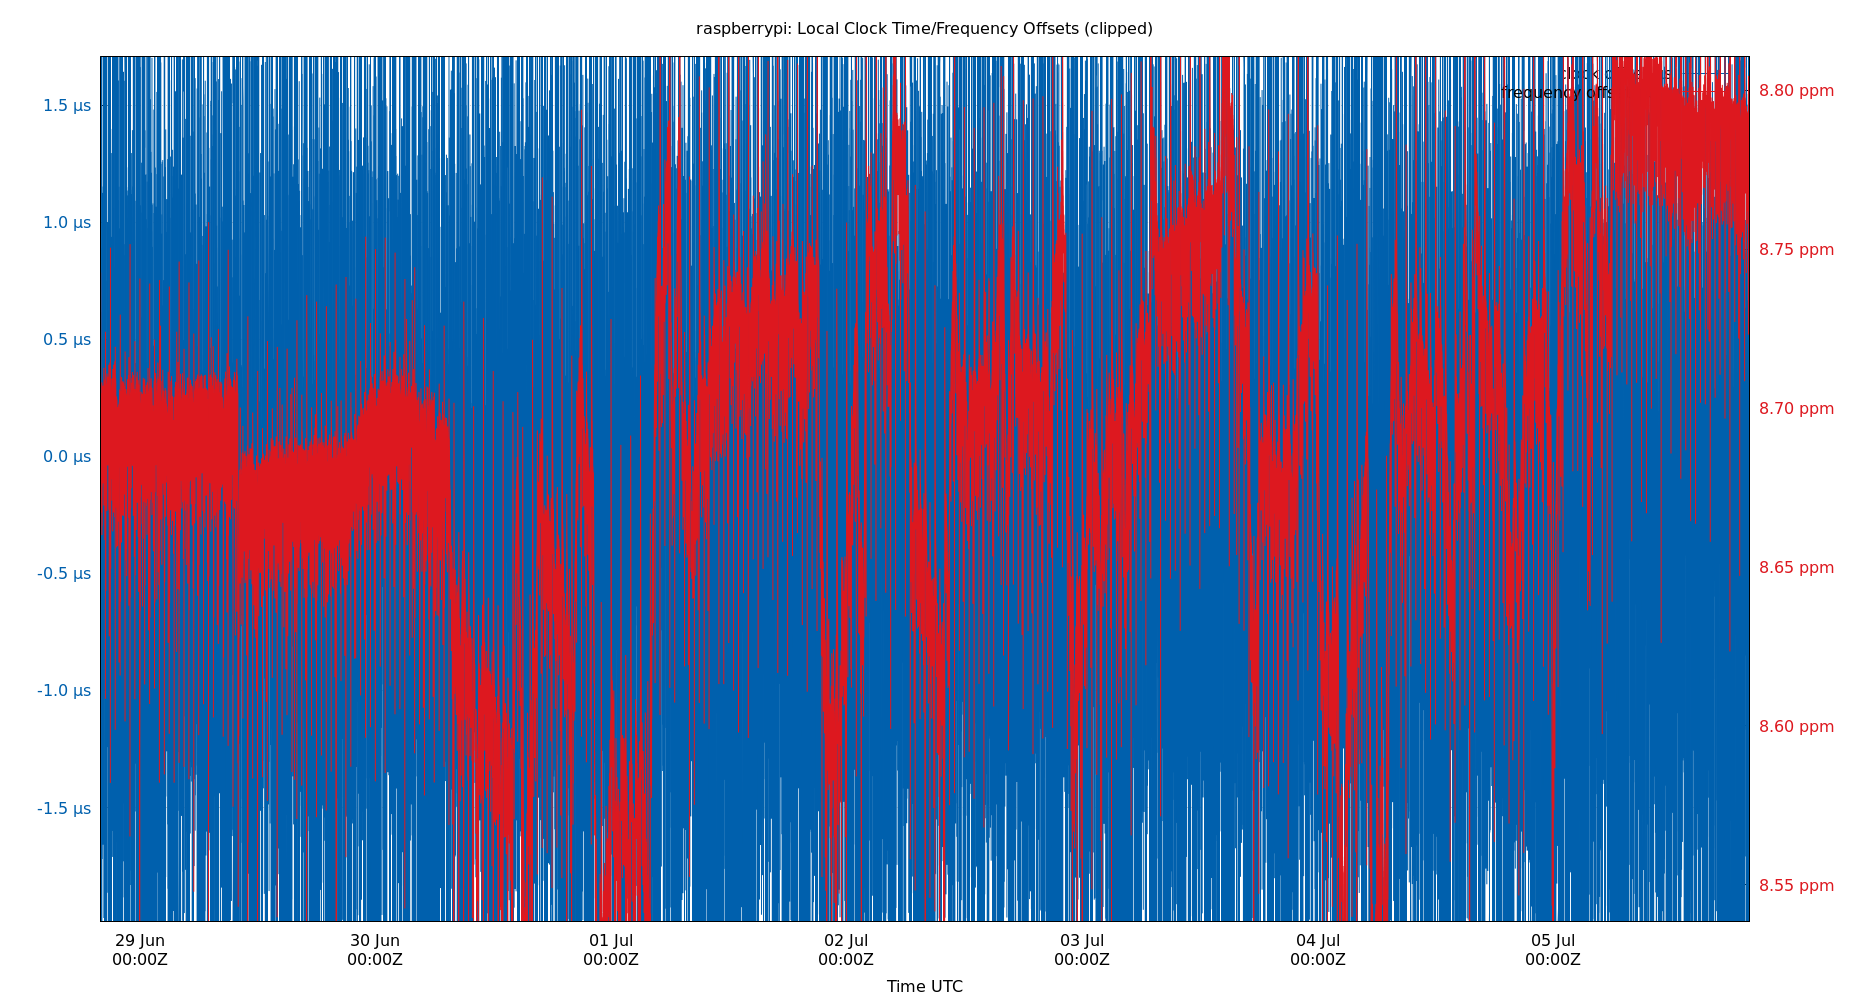 raspberrypi: Local Clock Time/Frequency Offsets (clipped)
frequency
1.5 µs
1.0 µs
0.5 µs
0.0 µs
-0.5 µs
-1.0 µs
-1.5 µs
8.80 ppm
8.75 ppm
8.70 ppm
8.65 ppm
8.60 ppm
8.55 ppm
29 Jun 30 Jun 01 Jul 02 Jul 03 Jul 04 Jul 05 Jul
00:00Z 00:00Z 00:00Z 00:00Z 00:00Z 00:00Z 00:00Z
Time UTC